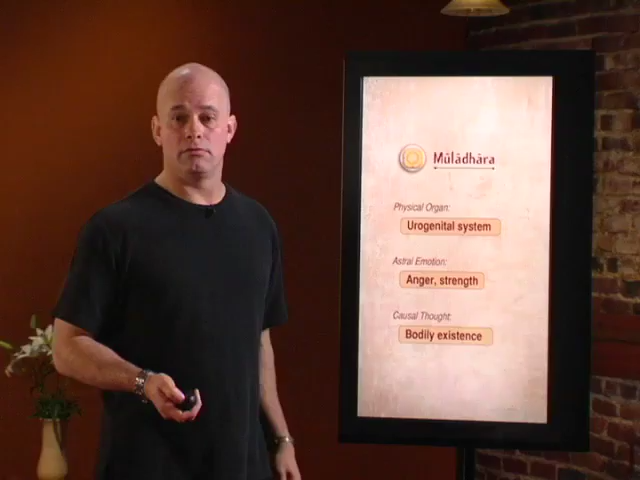 Mūlādhāra
Physical Organ:
Urogenital system
Astral Emotion:
Anger, strength
Causal Thought:
Bodily existence